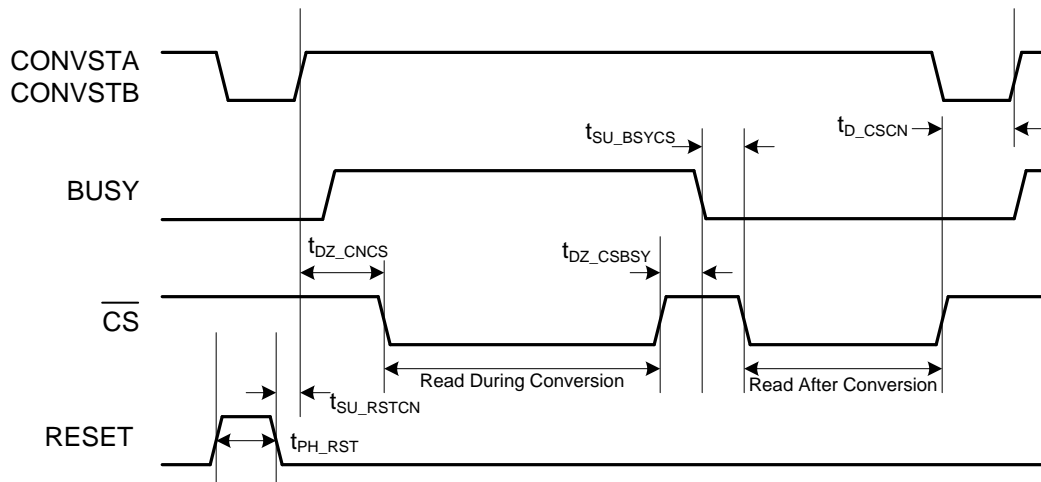 CONVSTA
CONVSTB
t_SU_BSYCS
t_D_CSCN
BUSY
t_DZ_CNCS
t_DZ_CSBSY
CS
Read During Conversion
Read After Conversion
t_SU_RSTCN
RESET
t_PH_RST